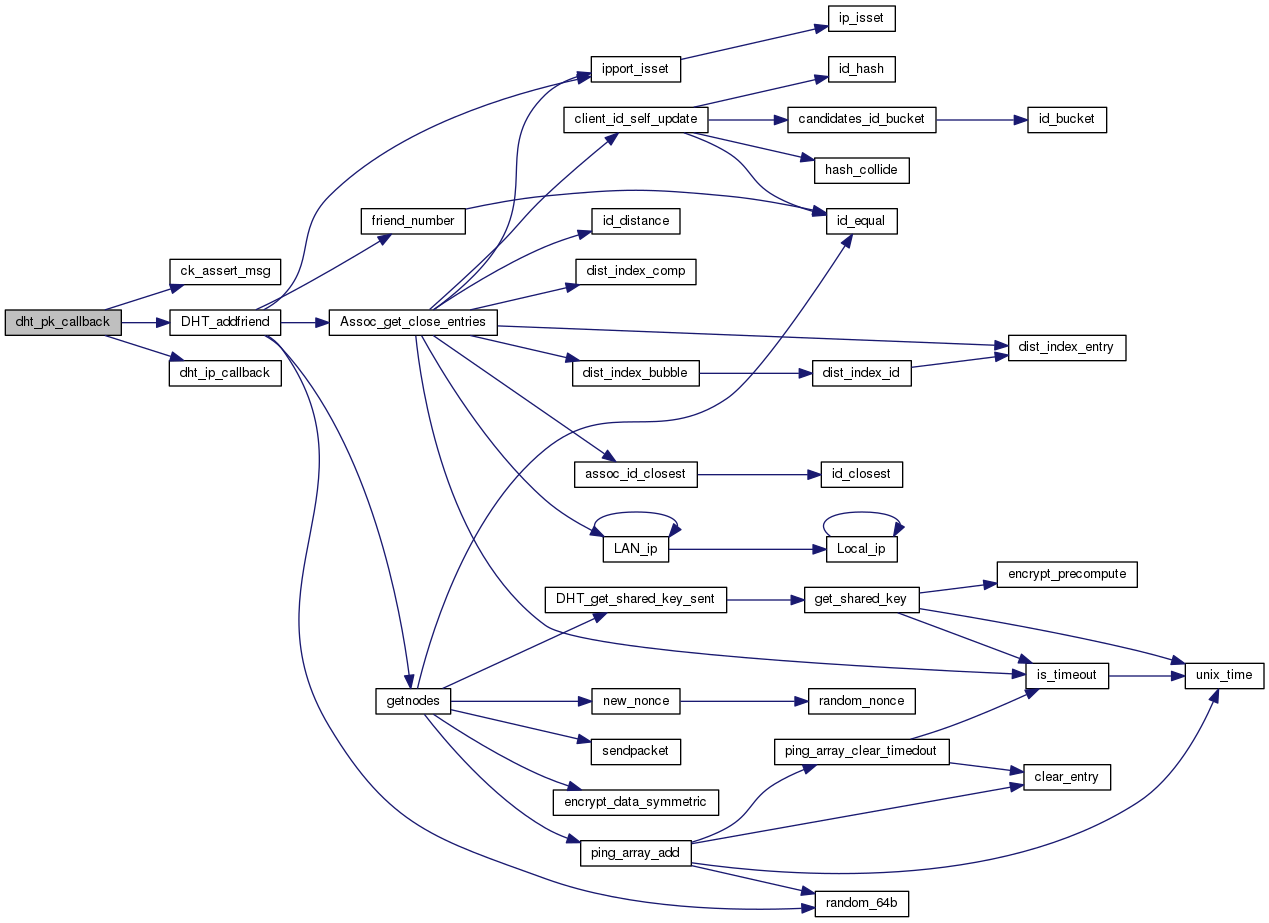 ip_isset
ipport_isset
id_hash
client_id_self_update
candidates_id_bucket
id_bucket
hash_collide
friend_number
id_distance
id_equal
ck_assert_msg
dist_index_comp
dht_pk_callback
DHT_addfriend
Assoc_get_close_entries
dist_index_entry
dht_ip_callback
dist_index_bubble
dist_index_id
assoc_id_closest
id_closest
LAN_ip
Local_ip
encrypt_precompute
DHT_get_shared_key_sent
get_shared_key
is_timeout
unix_time
getnodes
new_nonce
random_nonce
sendpacket
ping_array_clear_timedout
clear_entry
encrypt_data_symmetric
ping_array_add
random_64b